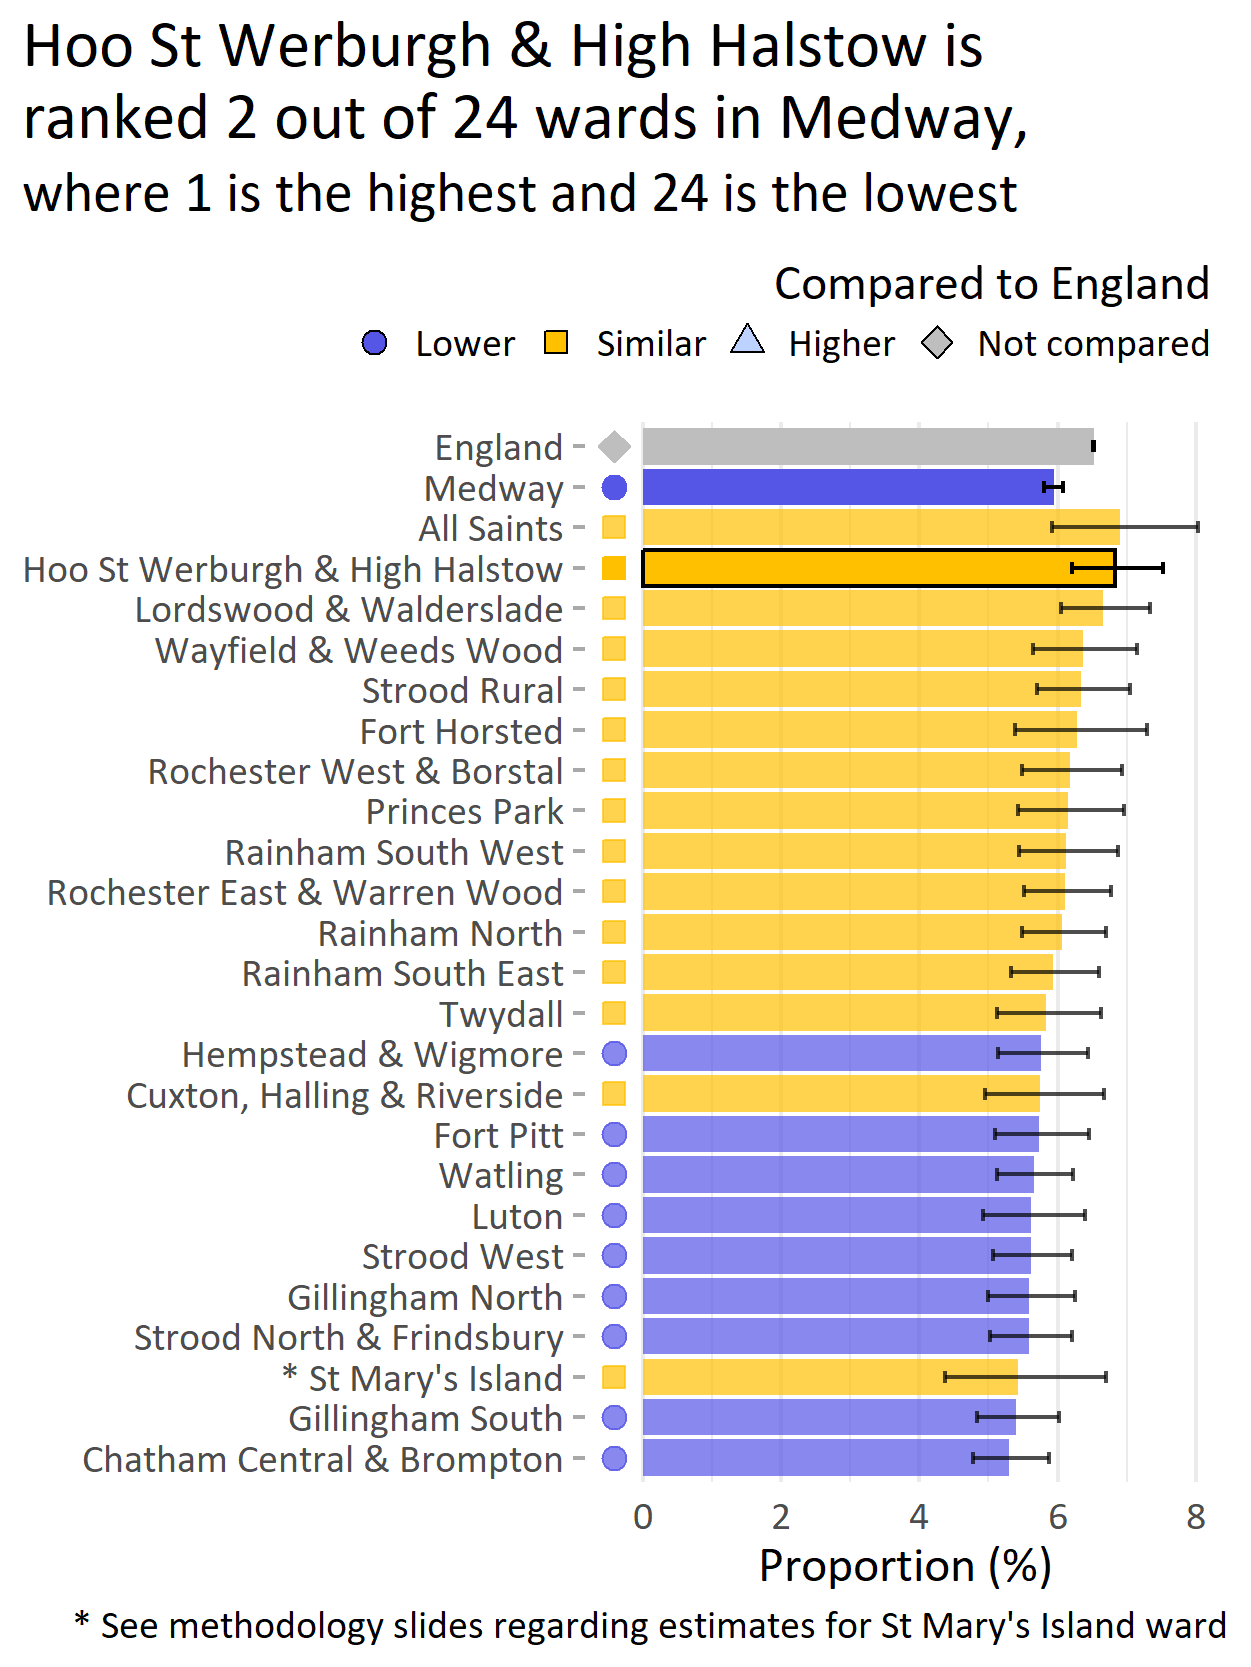 Hoo St Werburgh & High Halstow is
ranked 2 out of 24 wards in Medway,
where 1 is the highest and 24 is the lowest
Compared to England
Lower Similar Higher Not compared
England
Medway
All Saints
Hoo St Werburgh & High Halstow
Lordswood & Walderslade
Wayfield & Weeds Wood
Strood Rural
Fort Horsted
Rochester West & Borstal
Princes Park
Rainham South West
Rochester East & Warren Wood
Rainham North
Rainham South East
Twydall
Hempstead & Wigmore
Cuxton, Halling & Riverside
Fort Pitt
Watling
Luton
Strood West
Gillingham North
Strood North & Frindsbury
* St Mary's Island
Gillingham South
Chatham Central & Brompton
0 2 4 6 8
Proportion (%)
* See methodology slides regarding estimates for St Mary's Island ward